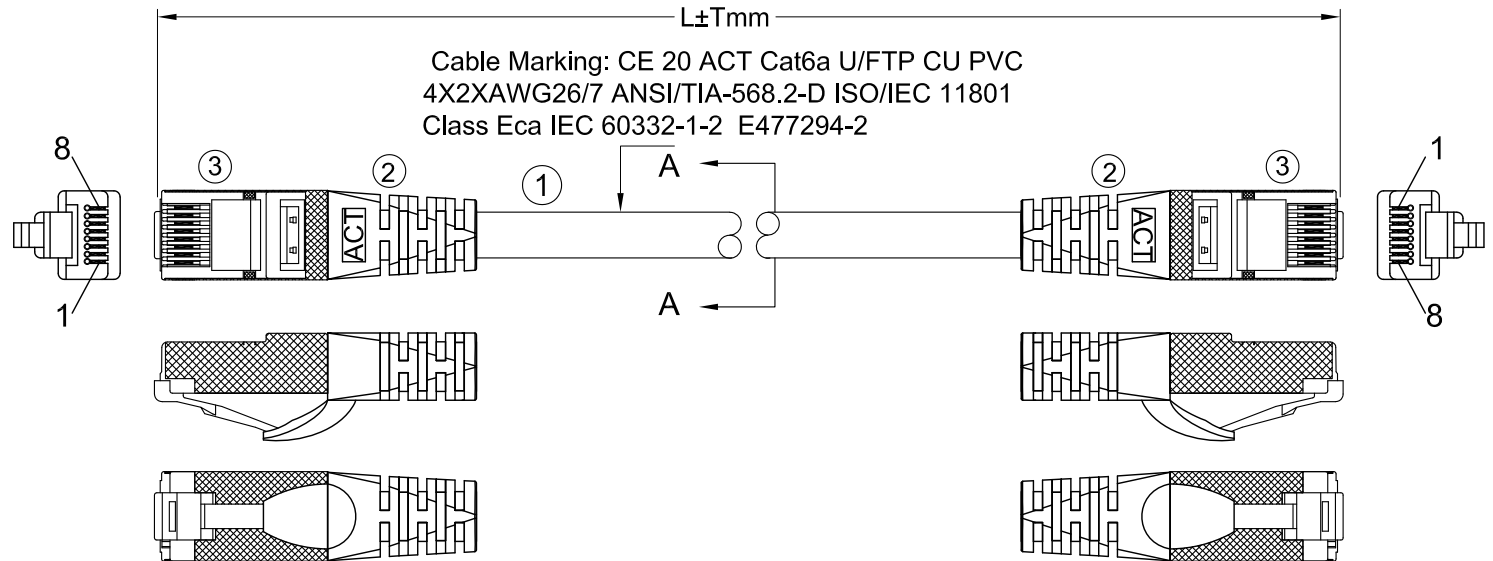 L±Tmm
Cable Marking: CE 20 ACT Cat6a U/FTP CU PVC
4X2XAWG26/7 ANSI/TIA-568.2-D ISO/IEC 11801
Class Eca IEC 60332-1-2 E477294-2
8
3
2
1
A
2
3
1
ACT
ACT
1
A
8